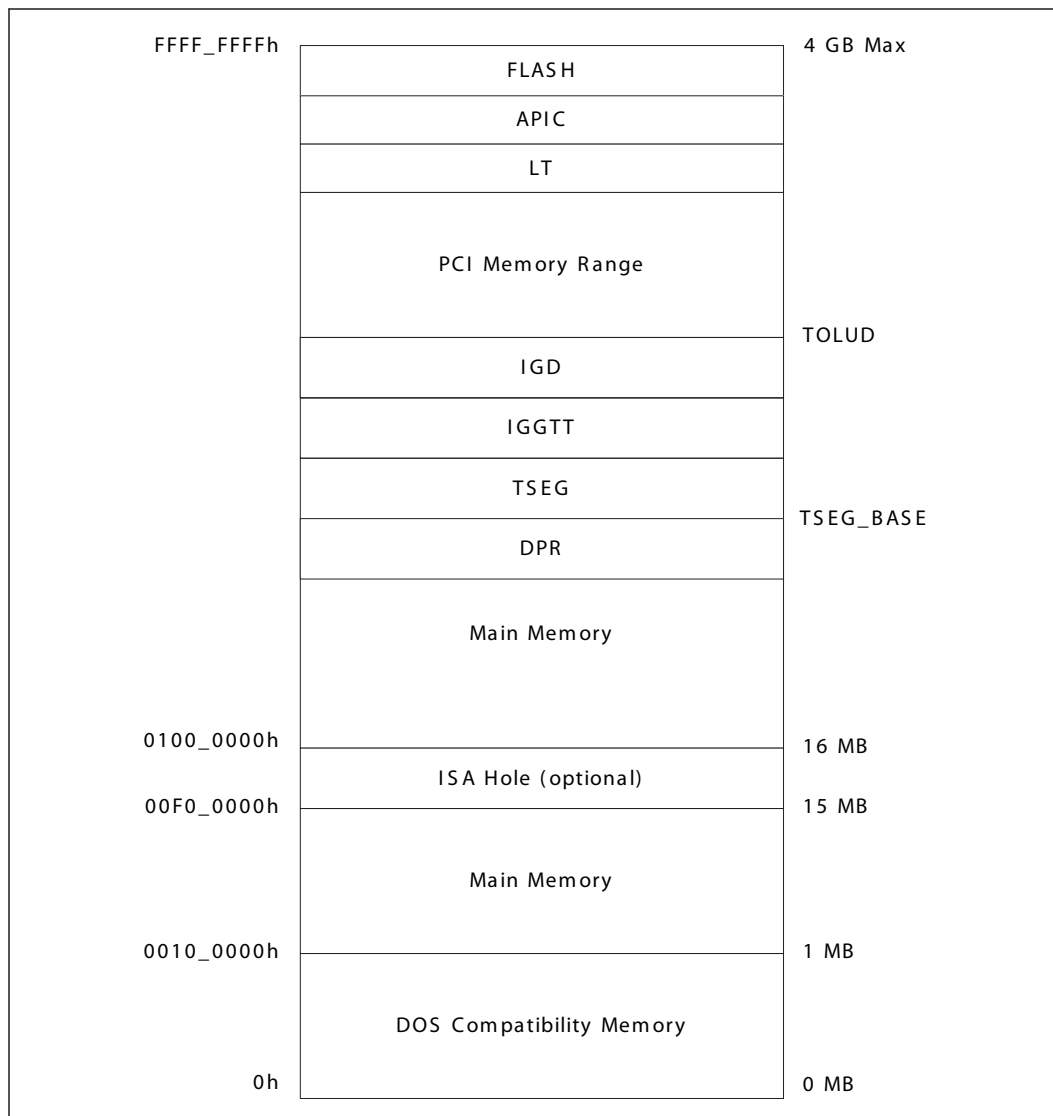 FFFF_FFFFh
4 GB Max
FLASH
APIC
LT
PCI Memory Range
TOLUD
IGD
IGGTT
TSEG
TSEG_BASE
DPR
Main Memory
0100_0000h
16 MB
ISA Hole (optional)
00F0_0000h
15 MB
Main Memory
0010_0000h
1 MB
DOS Compatibility Memory
0h
0 MB